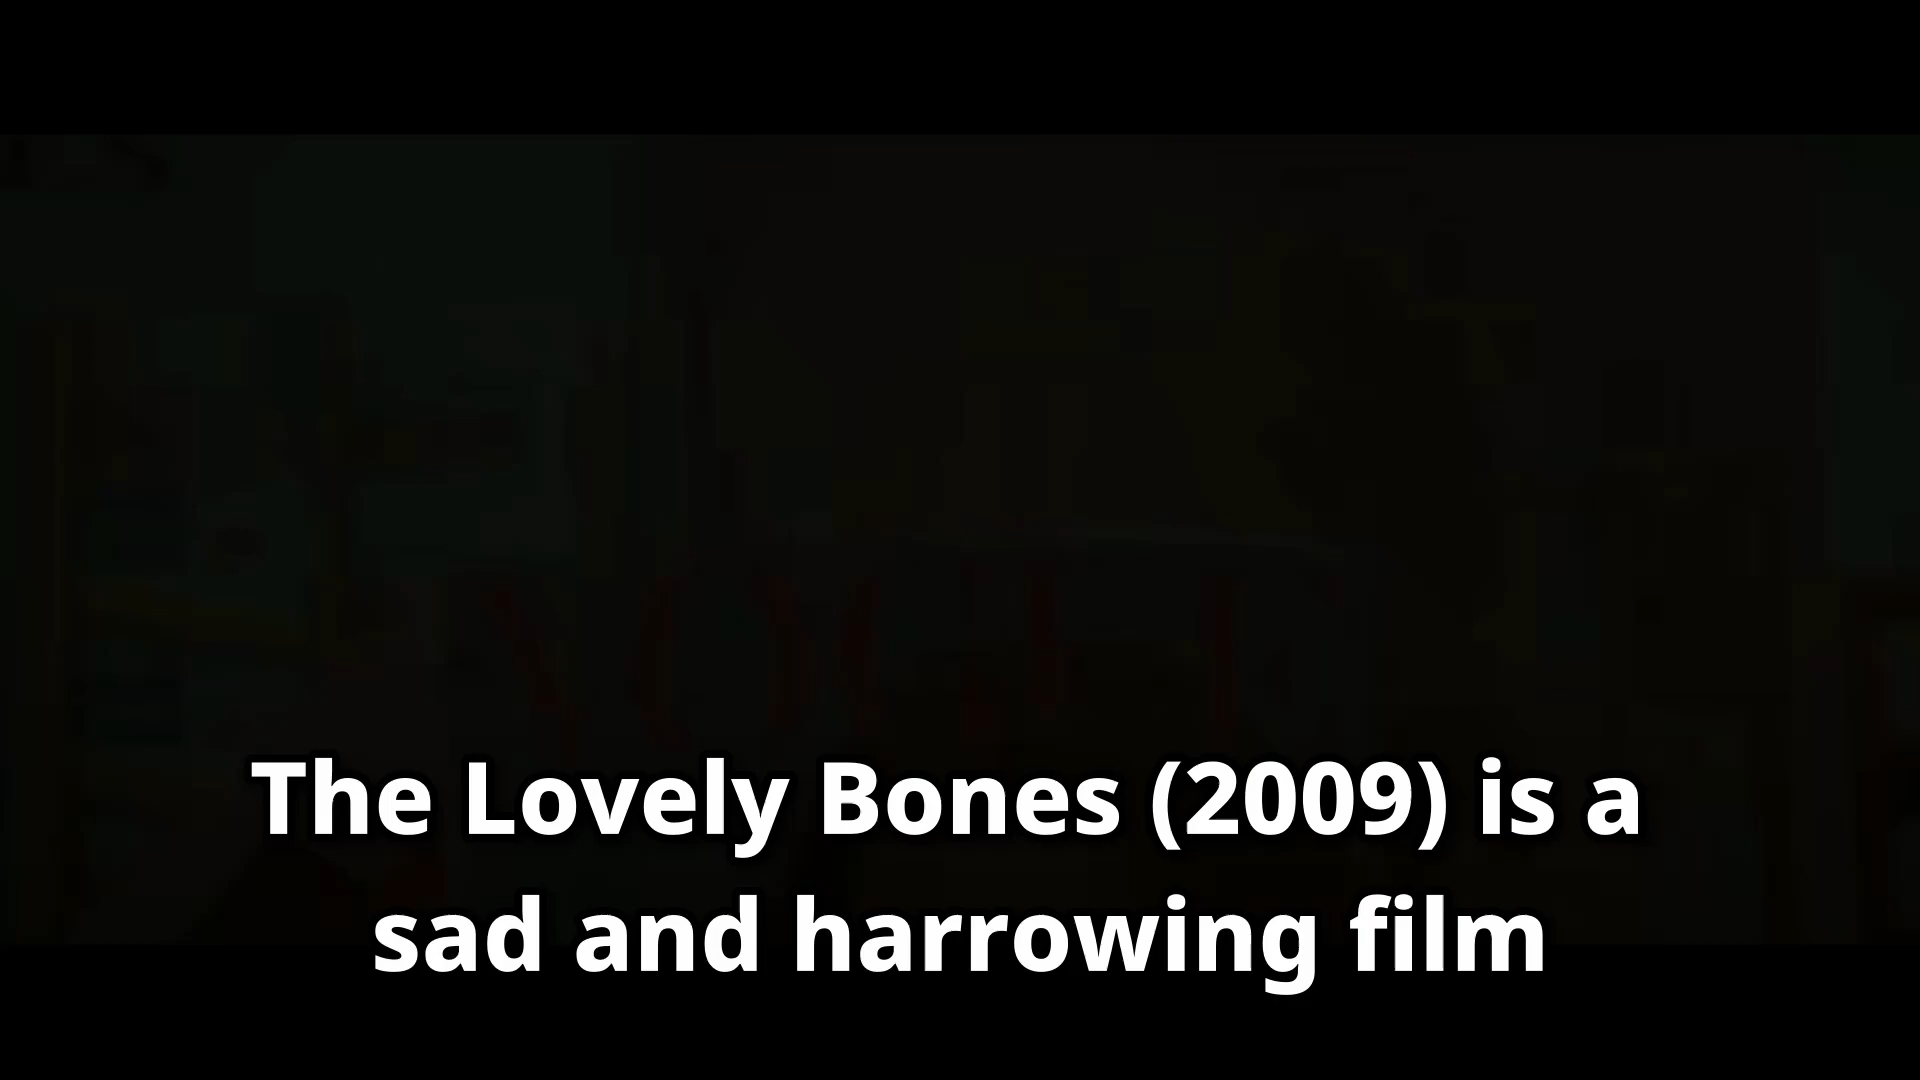 The Lovely Bones (2009) is a
sad and harrowing film